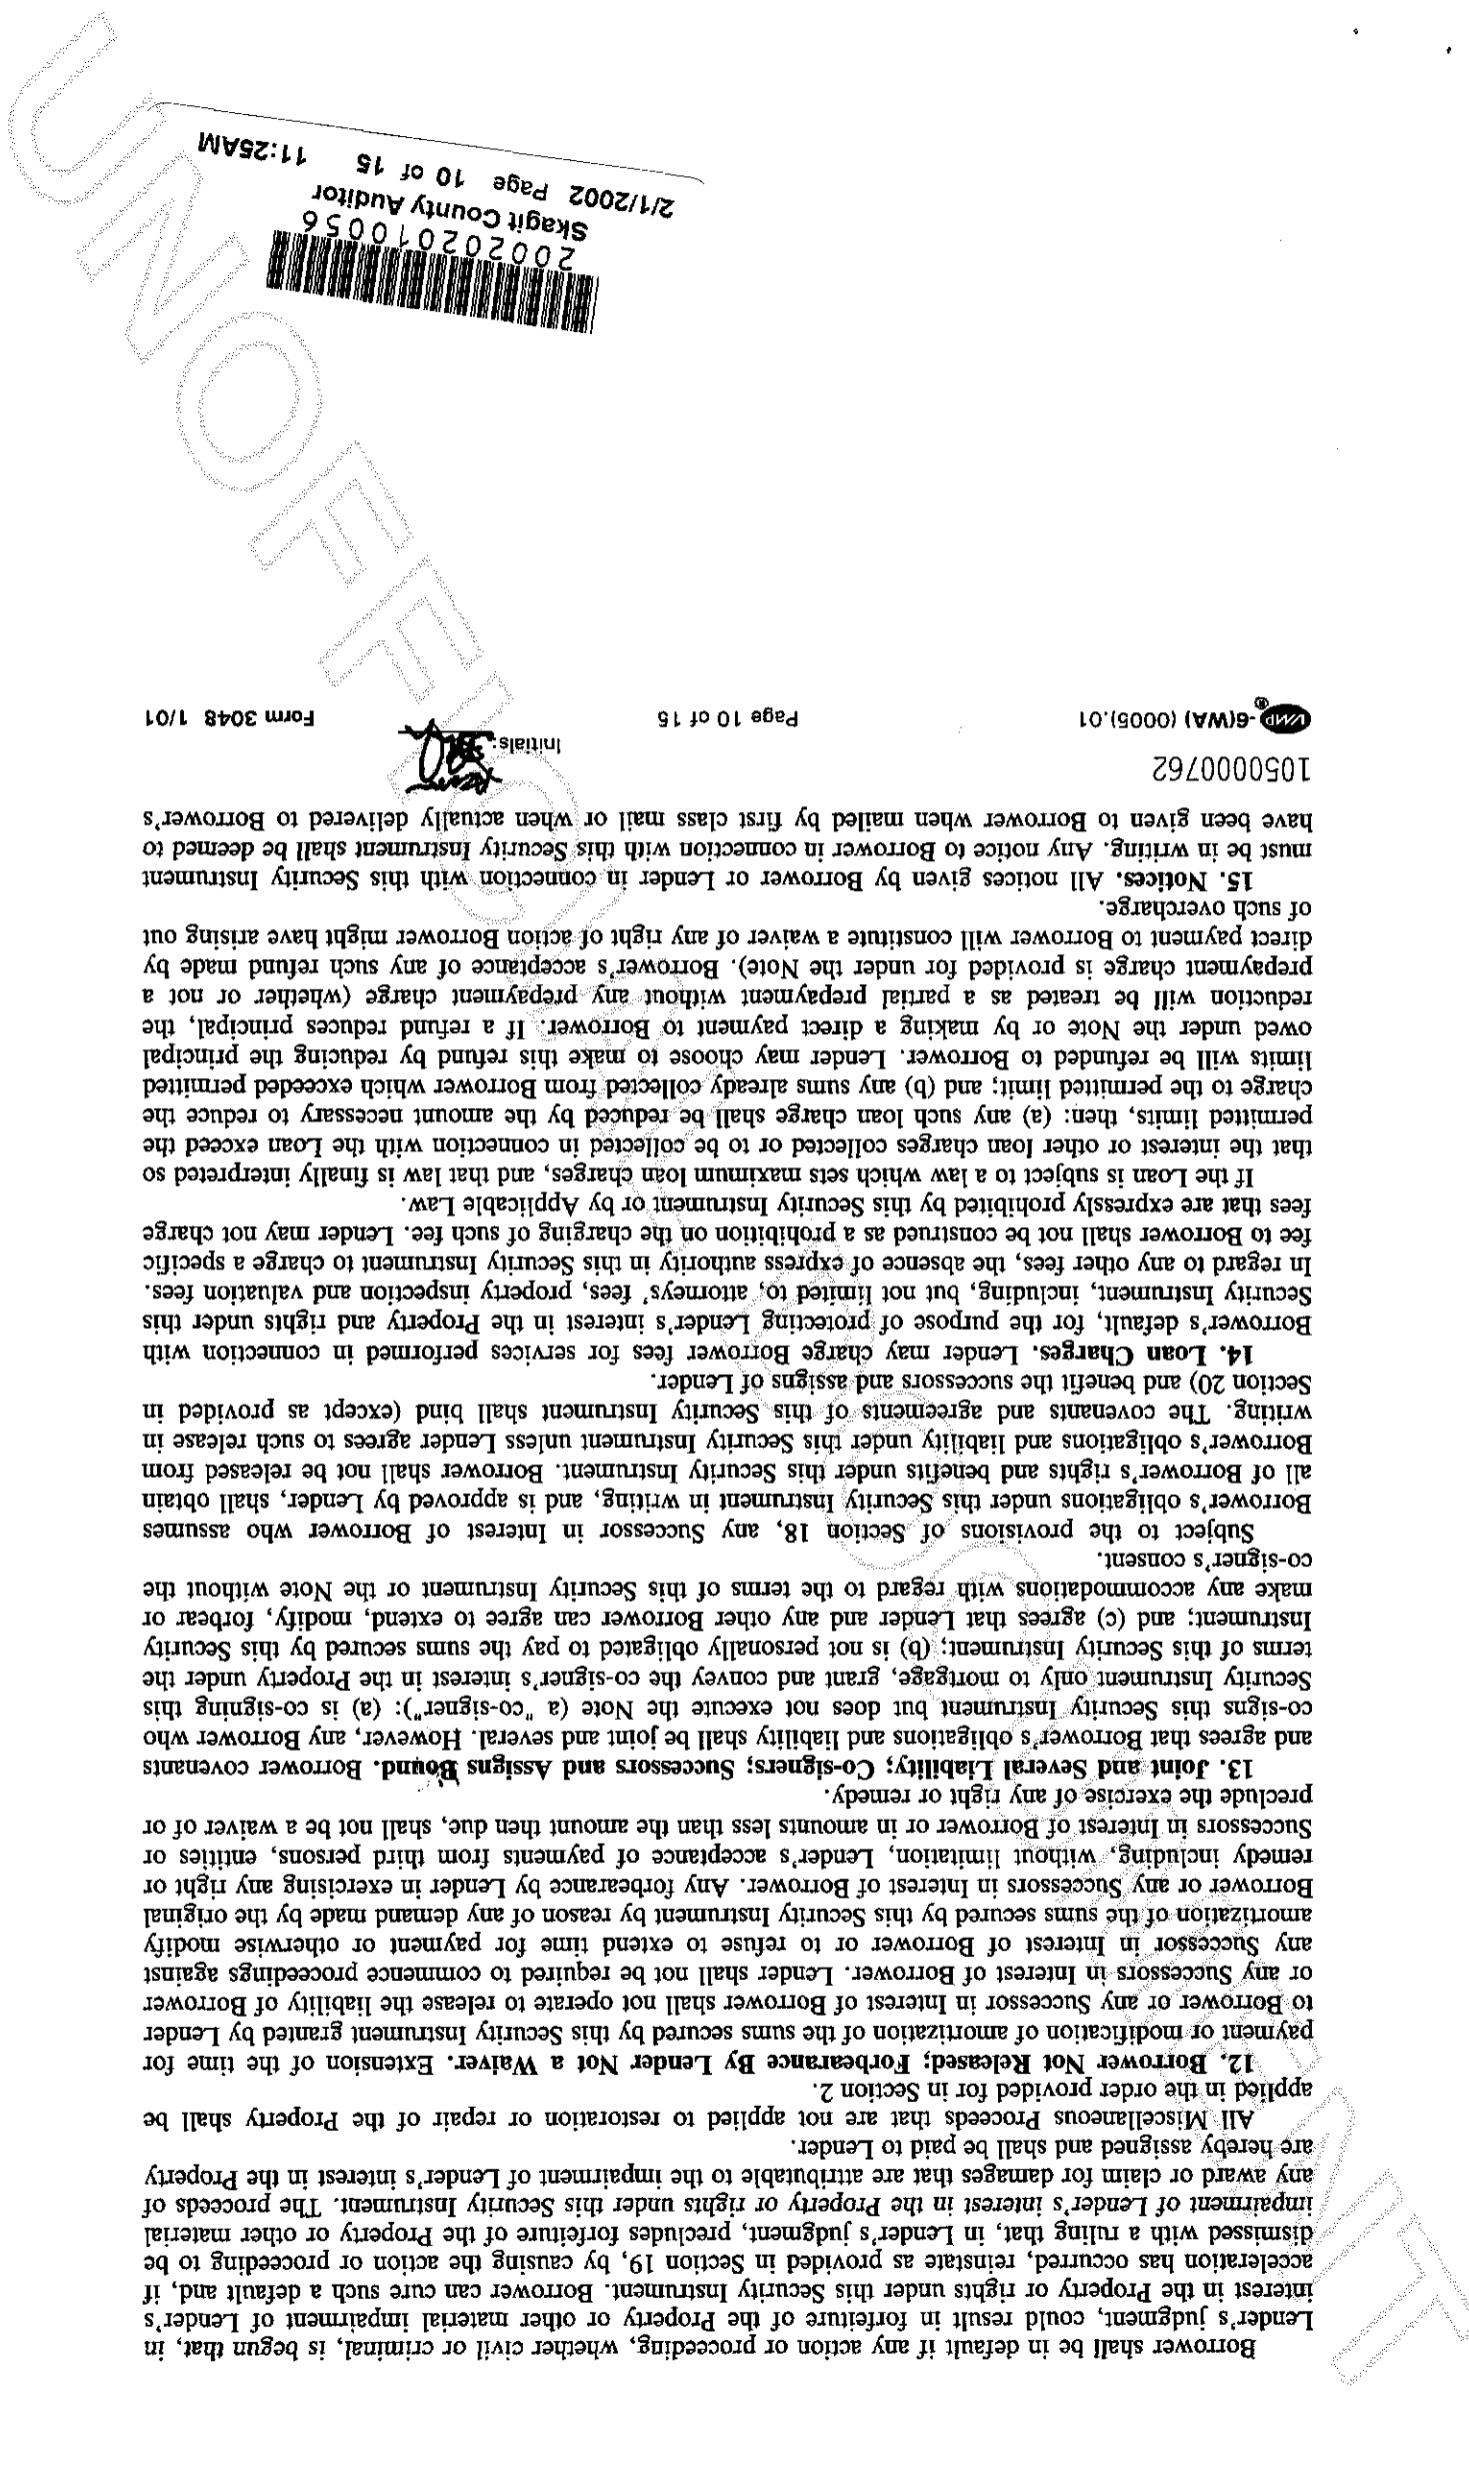 Borrower shall be in default if any action or proceeding, whether civil or criminal, is begun that, in
Lender's judgment, could result in forfeiture of the Property or other material impairment of Lender's
interest in the Property or rights under this Security Instrument. Borrower can cure such a default and, if
acceleration has occurred, reinstate as provided in Section 19, by causing the action or proceeding to be
dismissed with a ruling that, in Lender's judgment, precludes forfeiture of the Property or other material
impairment of Lender's interest in the Property or rights under this Security Instrument. The proceeds of
any award or claim for damages that are attributable to the impairment of Lender's interest in the Property
are hereby assigned and shall be paid to Lender.
All Miscellaneous Proceeds that are not applied to restoration or repair of the Property shall be
applied in the order provided for in Section 2.
12. Borrower Not Released; Forbearance By Lender Not a Waiver. Extension of the time for
payment or modification of amortization of the sums secured by this Security Instrument granted by Lender
to Borrower or any Successor in Interest of Borrower shall not operate to release the liability of Borrower
or any Successors in Interest of Borrower. Lender shall not be required to commence proceedings against
any Successor in Interest of Borrower or to refuse to extend time for payment or otherwise modify
amortization of the sums secured by this Security Instrument by reason of any demand made by the original
Borrower or any Successors in Interest of Borrower. Any forbearance by Lender in exercising any right or
remedy including, without limitation, Lender's acceptance of payments from third persons, entities or
Successors in Interest of Borrower or in amounts less than the amount then due, shall not be a waiver of or
preclude the exercise of any right or remedy.
13. Joint and Several Liability; Co-signers; Successors and Assigns Bound. Borrower covenants
and agrees that Borrower's obligations and liability shall be joint and several. However, any Borrower who
co-signs this Security Instrument but does not execute the Note (a "co-signer"): (a) is co-signing this
Security Instrument only to mortgage, grant and convey the co-signer's interest in the Property under the
terms of this Security Instrument; (b) is not personally obligated to pay the sums secured by this Security
Instrument; and (c) agrees that Lender and any other Borrower can agree to extend, modify, forbear or
make any accommodations with regard to the terms of this Security Instrument or the Note without the
co-signer's consent.
Subject to the provisions of Section 18, any Successor in Interest of Borrower who assumes
Borrower's obligations under this Security Instrument in writing, and is approved by Lender, shall obtain
all of Borrower's rights and benefits under this Security Instrument. Borrower shall not be released from
Borrower's obligations and liability under this Security Instrument unless Lender agrees to such release in
writing. The covenants and agreements of this Security Instrument shall bind (except as provided in
Section 20) and benefit the successors and assigns of Lender.
14. Loan Charges. Lender may charge Borrower fees for services performed in connection with
Borrower's default, for the purpose of protecting Lender's interest in the Property and rights under this
Security Instrument, including, but not limited to, attorneys' fees, property inspection and valuation fees.
In regard to any other fees, the absence of express authority in this Security Instrument to charge a specific
fee to Borrower shall not be construed as a prohibition on the charging of such fee. Lender may not charge
fees that are expressly prohibited by this Security Instrument or by Applicable Law.
If the Loan is subject to a law which sets maximum loan charges, and that law is finally interpreted so
that the interest or other loan charges collected or to be collected in connection with the Loan exceed the
permitted limits, then: (a) any such loan charge shall be reduced by the amount necessary to reduce the
charge to the permitted limit; and (b) any sums already collected from Borrower which exceeded permitted
limits will be refunded to Borrower. Lender may choose to make this refund by reducing the principal
owed under the Note or by making a direct payment to Borrower. If a refund reduces principal, the
reduction will be treated as a partial prepayment without any prepayment charge (whether or not a
prepayment charge is provided for under the Note). Borrower's acceptance of any such refund made by
direct payment to Borrower will constitute a waiver of any right of action Borrower might have arising out
of such overcharge.
15. Notices. All notices given by Borrower or Lender in connection with this Security Instrument
must be in writing. Any notice to Borrower in connection with this Security Instrument shall be deemed to
have been given to Borrower when mailed by first class mail or when actually delivered to Borrower's
105000762
Initials:
VMP -6(WA) (0005).01 Page 10 of 15 Form 3048 1/01
200202010056
Skagit County Auditor
2/1/2002 Page 10 of 15 11:25AM
UNOFFICIAL DOCUMENT